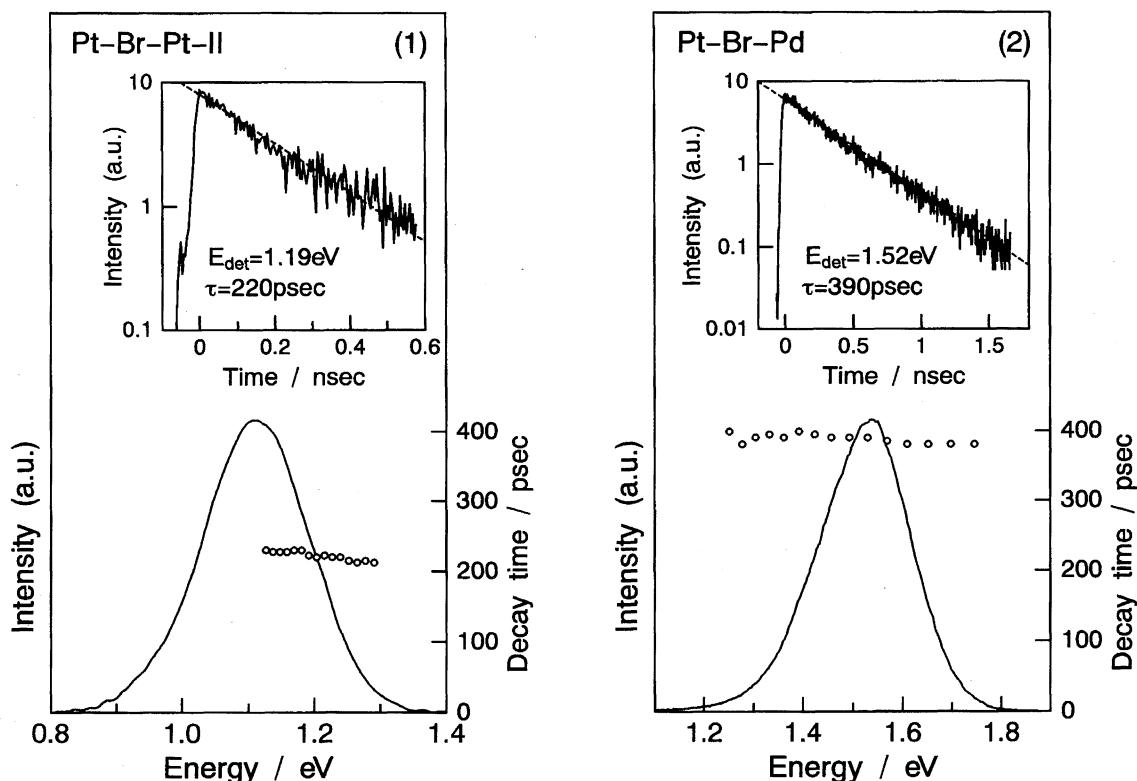 Pt-Br-Pt-II (1)
10
1
0.1
Intensity (a.u.)
E_det=1.19eV
τ=220psec
0 0.2 0.4 0.6
Time / nsec
Intensity (a.u.)
400
300
200
100
0
Decay time / psec
0.8 1.0 1.2 1.4
Energy / eV
Pt-Br-Pd (2)
10
1
0.1
0.01
Intensity (a.u.)
E_det=1.52eV
τ=390psec
0 0.5 1 1.5
Time / nsec
Intensity (a.u.)
400
300
200
100
0
Decay time / psec
1.2 1.4 1.6 1.8
Energy / eV